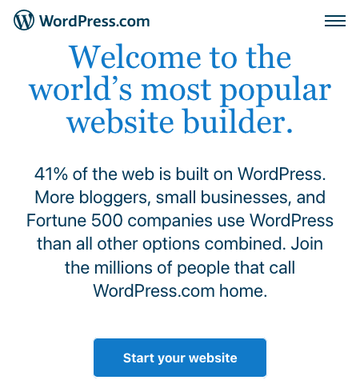 WordPress.com
Welcome to the
world’s most popular
website builder.
41% of the web is built on WordPress.
More bloggers, small businesses, and
Fortune 500 companies use WordPress
than all other options combined. Join
the millions of people that call
WordPress.com home.
Start your website